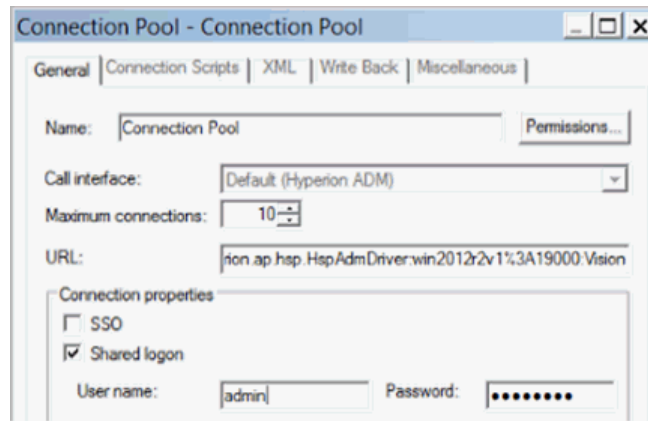 Connection Pool - Connection Pool
General Connection Scripts XML Write Back Miscellaneous
Name: Connection Pool Permissions...
Call interface: Default (Hyperion ADM)
Maximum connections: 10
URL: rion.ap.hsp.HspAdmDriver:win2012r2v1%3A19000:Vision
Connection properties
SSO
Shared logon
User name: admin Password: ••••••••